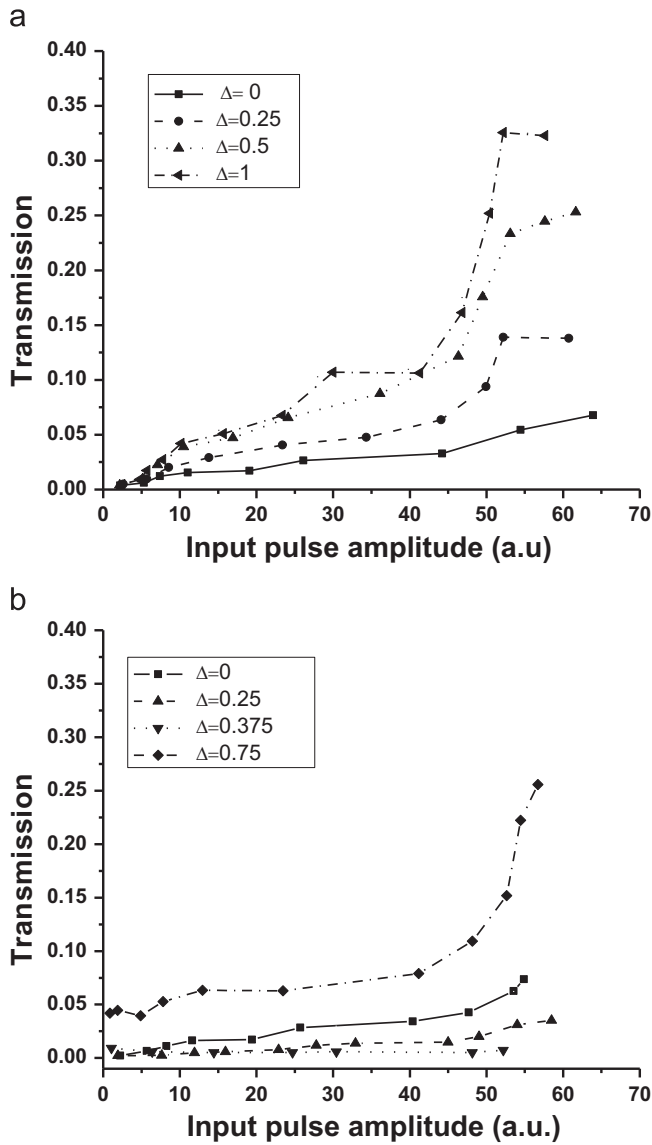 a
0.40
0.35
0.30
0.25
0.20
0.15
0.10
0.05
0.00
Transmission
Δ= 0
Δ=0.25
Δ=0.5
Δ=1
0 10 20 30 40 50 60 70
Input pulse amplitude (a.u)
b
0.40
0.35
0.30
0.25
0.20
0.15
0.10
0.05
0.00
Transmission
Δ=0
Δ=0.25
Δ=0.375
Δ=0.75
0 10 20 30 40 50 60 70
Input pulse amplitude (a.u.)